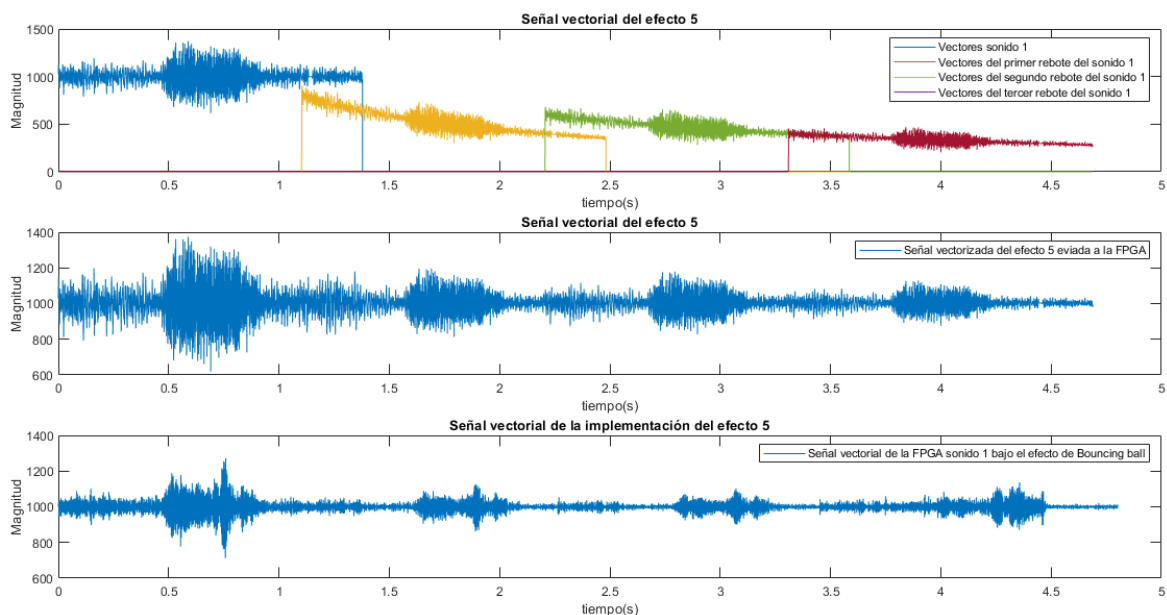 Señal vectorial del efecto 5
1500
1000
500
0
Magnitud
Vectores sonido 1
Vectores del primer rebote del sonido 1
Vectores del segundo rebote del sonido 1
Vectores del tercer rebote del sonido 1
0 0.5 1 1.5 2 2.5 3 3.5 4 4.5 5
tiempo(s)
Señal vectorial del efecto 5
1400
1200
1000
800
600
Magnitud
Señal vectorizada del efecto 5 eviada a la FPGA
0 0.5 1 1.5 2 2.5 3 3.5 4 4.5 5
tiempo(s)
Señal vectorial de la implementación del efecto 5
1400
1200
1000
800
600
Magnitud
Señal vectorial de la FPGA sonido 1 bajo el efecto de Bouncing ball
0 0.5 1 1.5 2 2.5 3 3.5 4 4.5 5
tiempo(s)